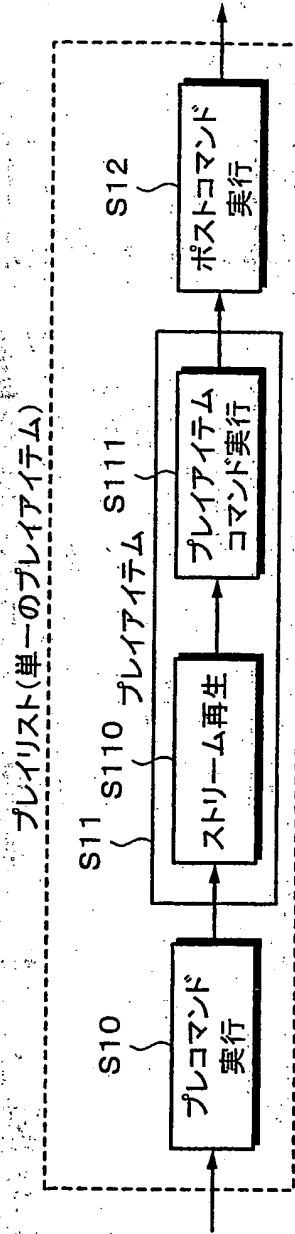 プレイリスト(単一のプレイアイテム)
S10
プレコマンド
実行
S11
プレイアイテム
S110
ストリーム再生
S111
プレイアイテム
コマンド実行
S12
ポストコマンド
実行